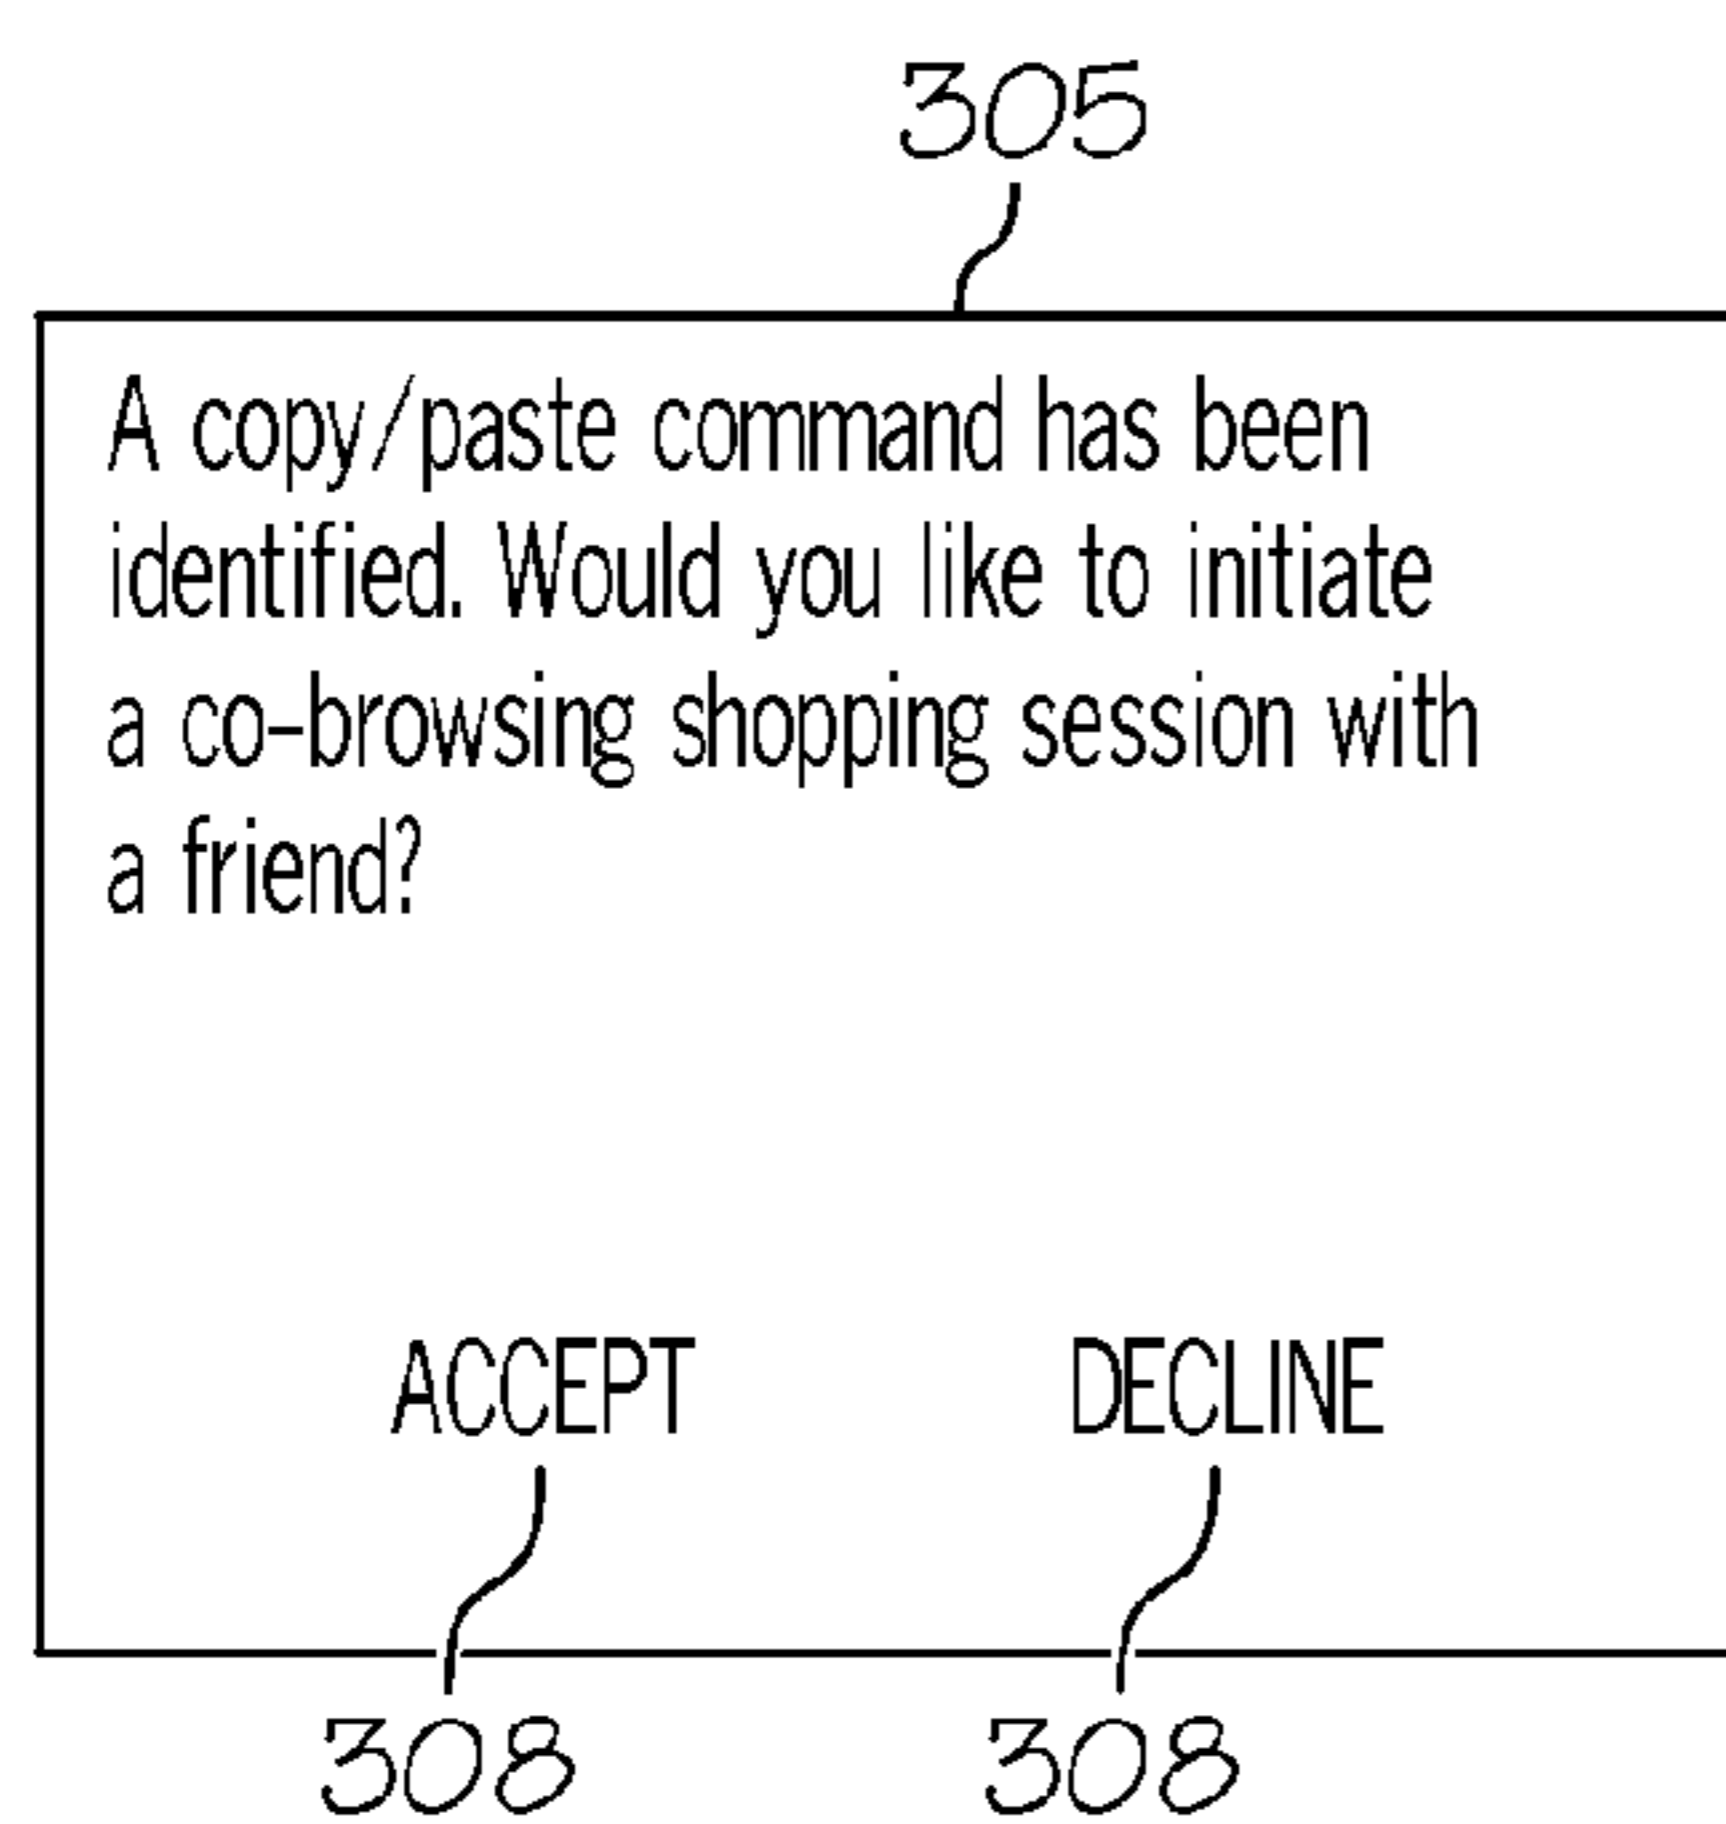 305
A copy/paste command has been
identified. Would you like to initiate
a co-browsing shopping session with
a friend?
ACCEPT DECLINE
308 308